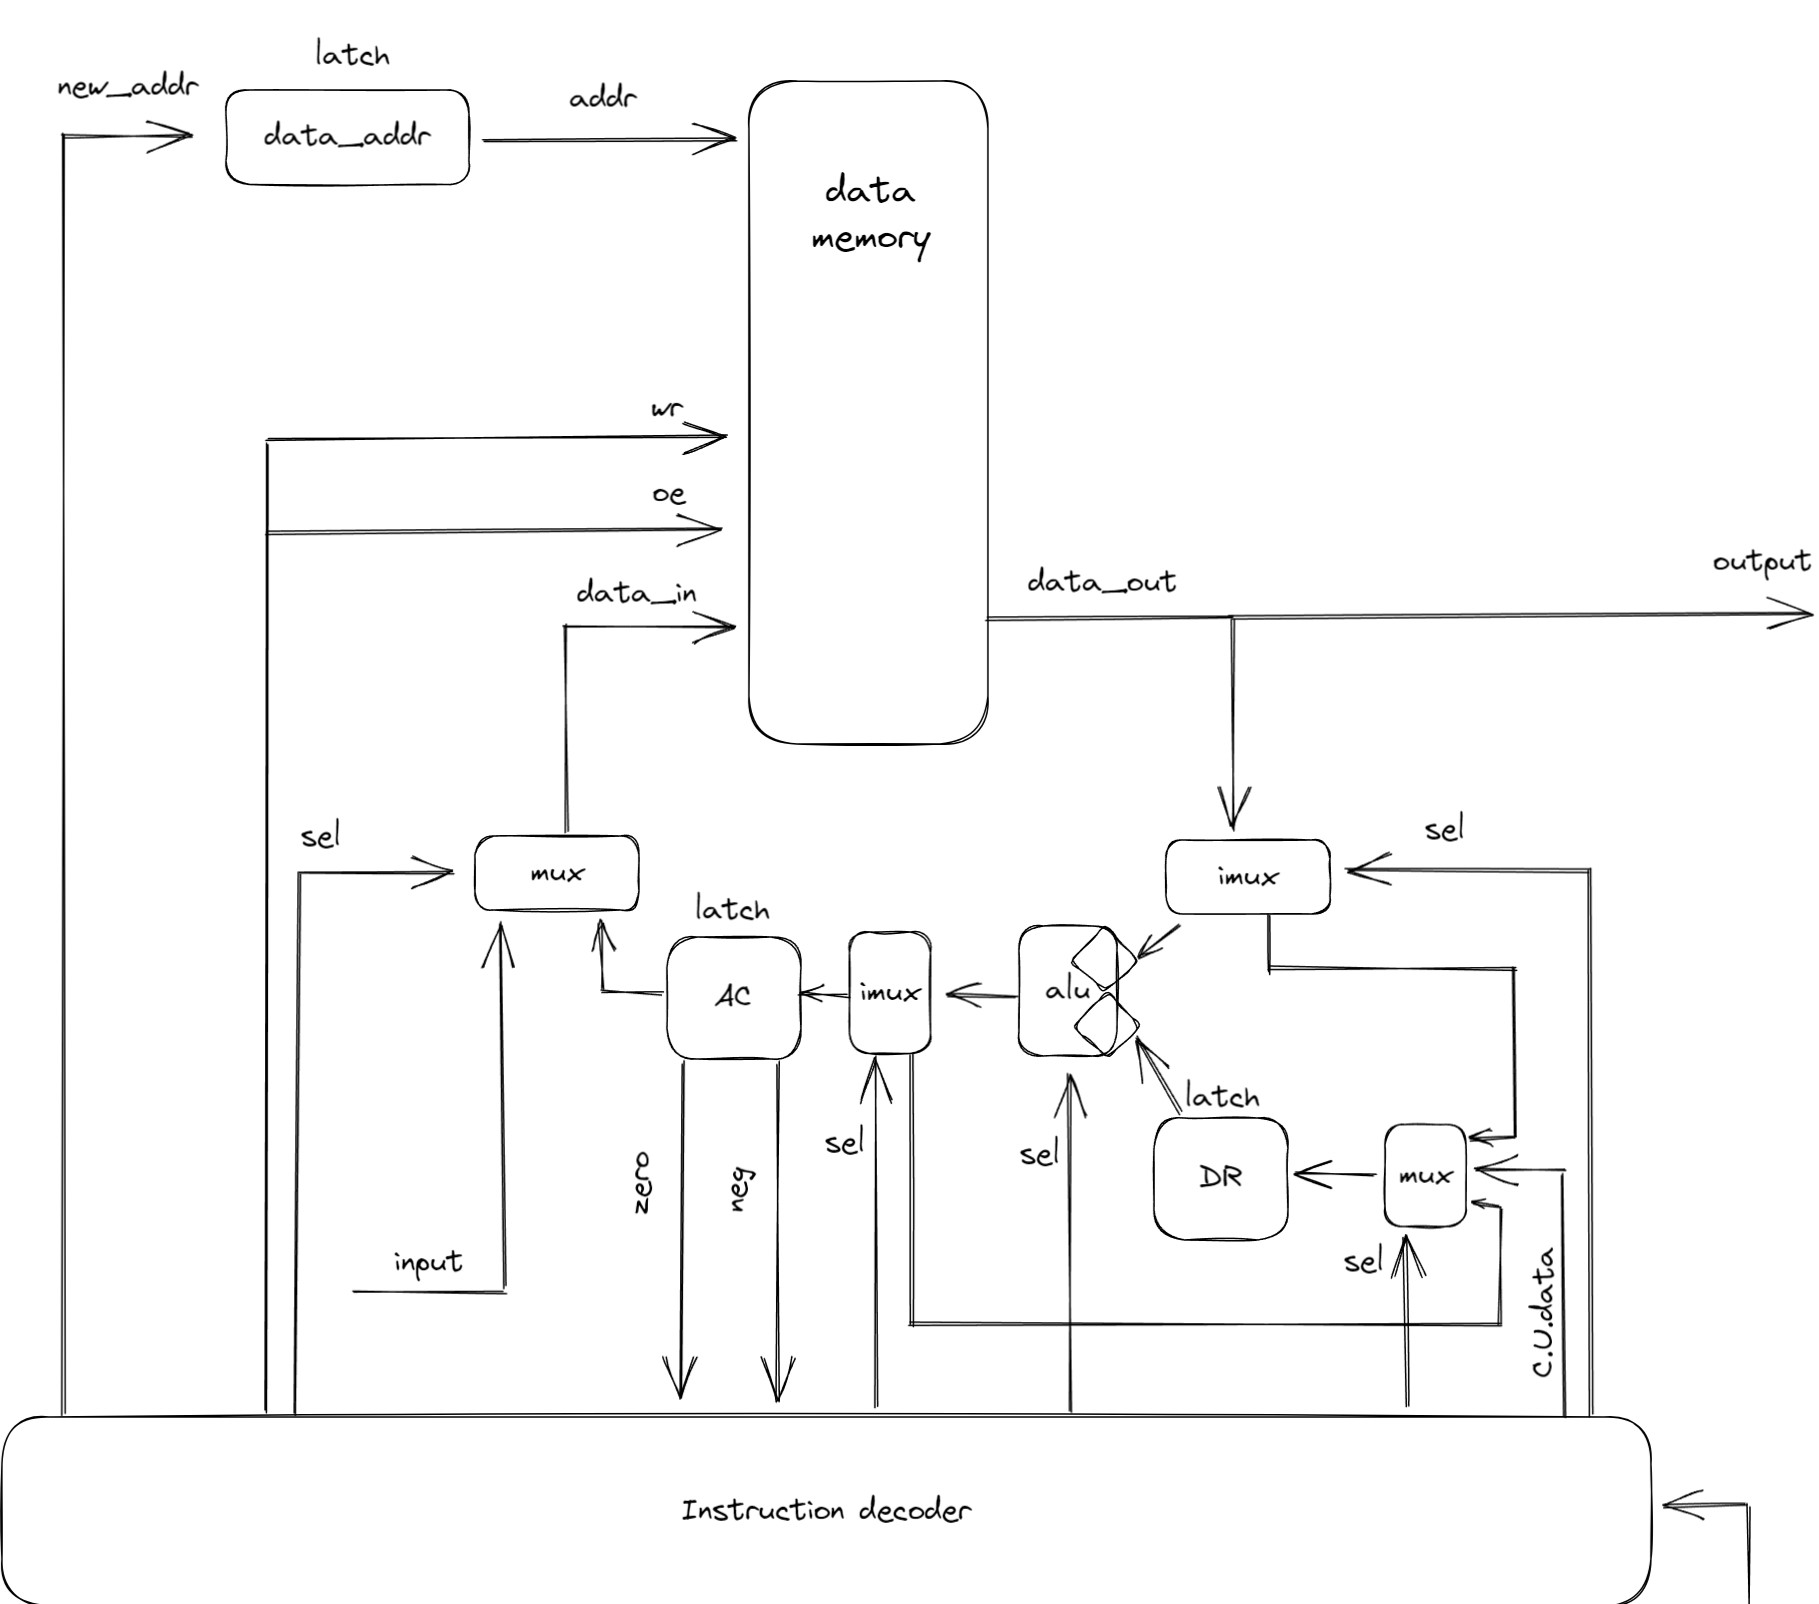 latch
new_addr
addr
data_addr
data
memory
wr
oe
data_in
data_out
output
sel
sel
mux
imux
latch
AC
imux
alu
latch
sel
sel
DR
mux
zero
neg
input
sel
C.U.data
Instruction decoder